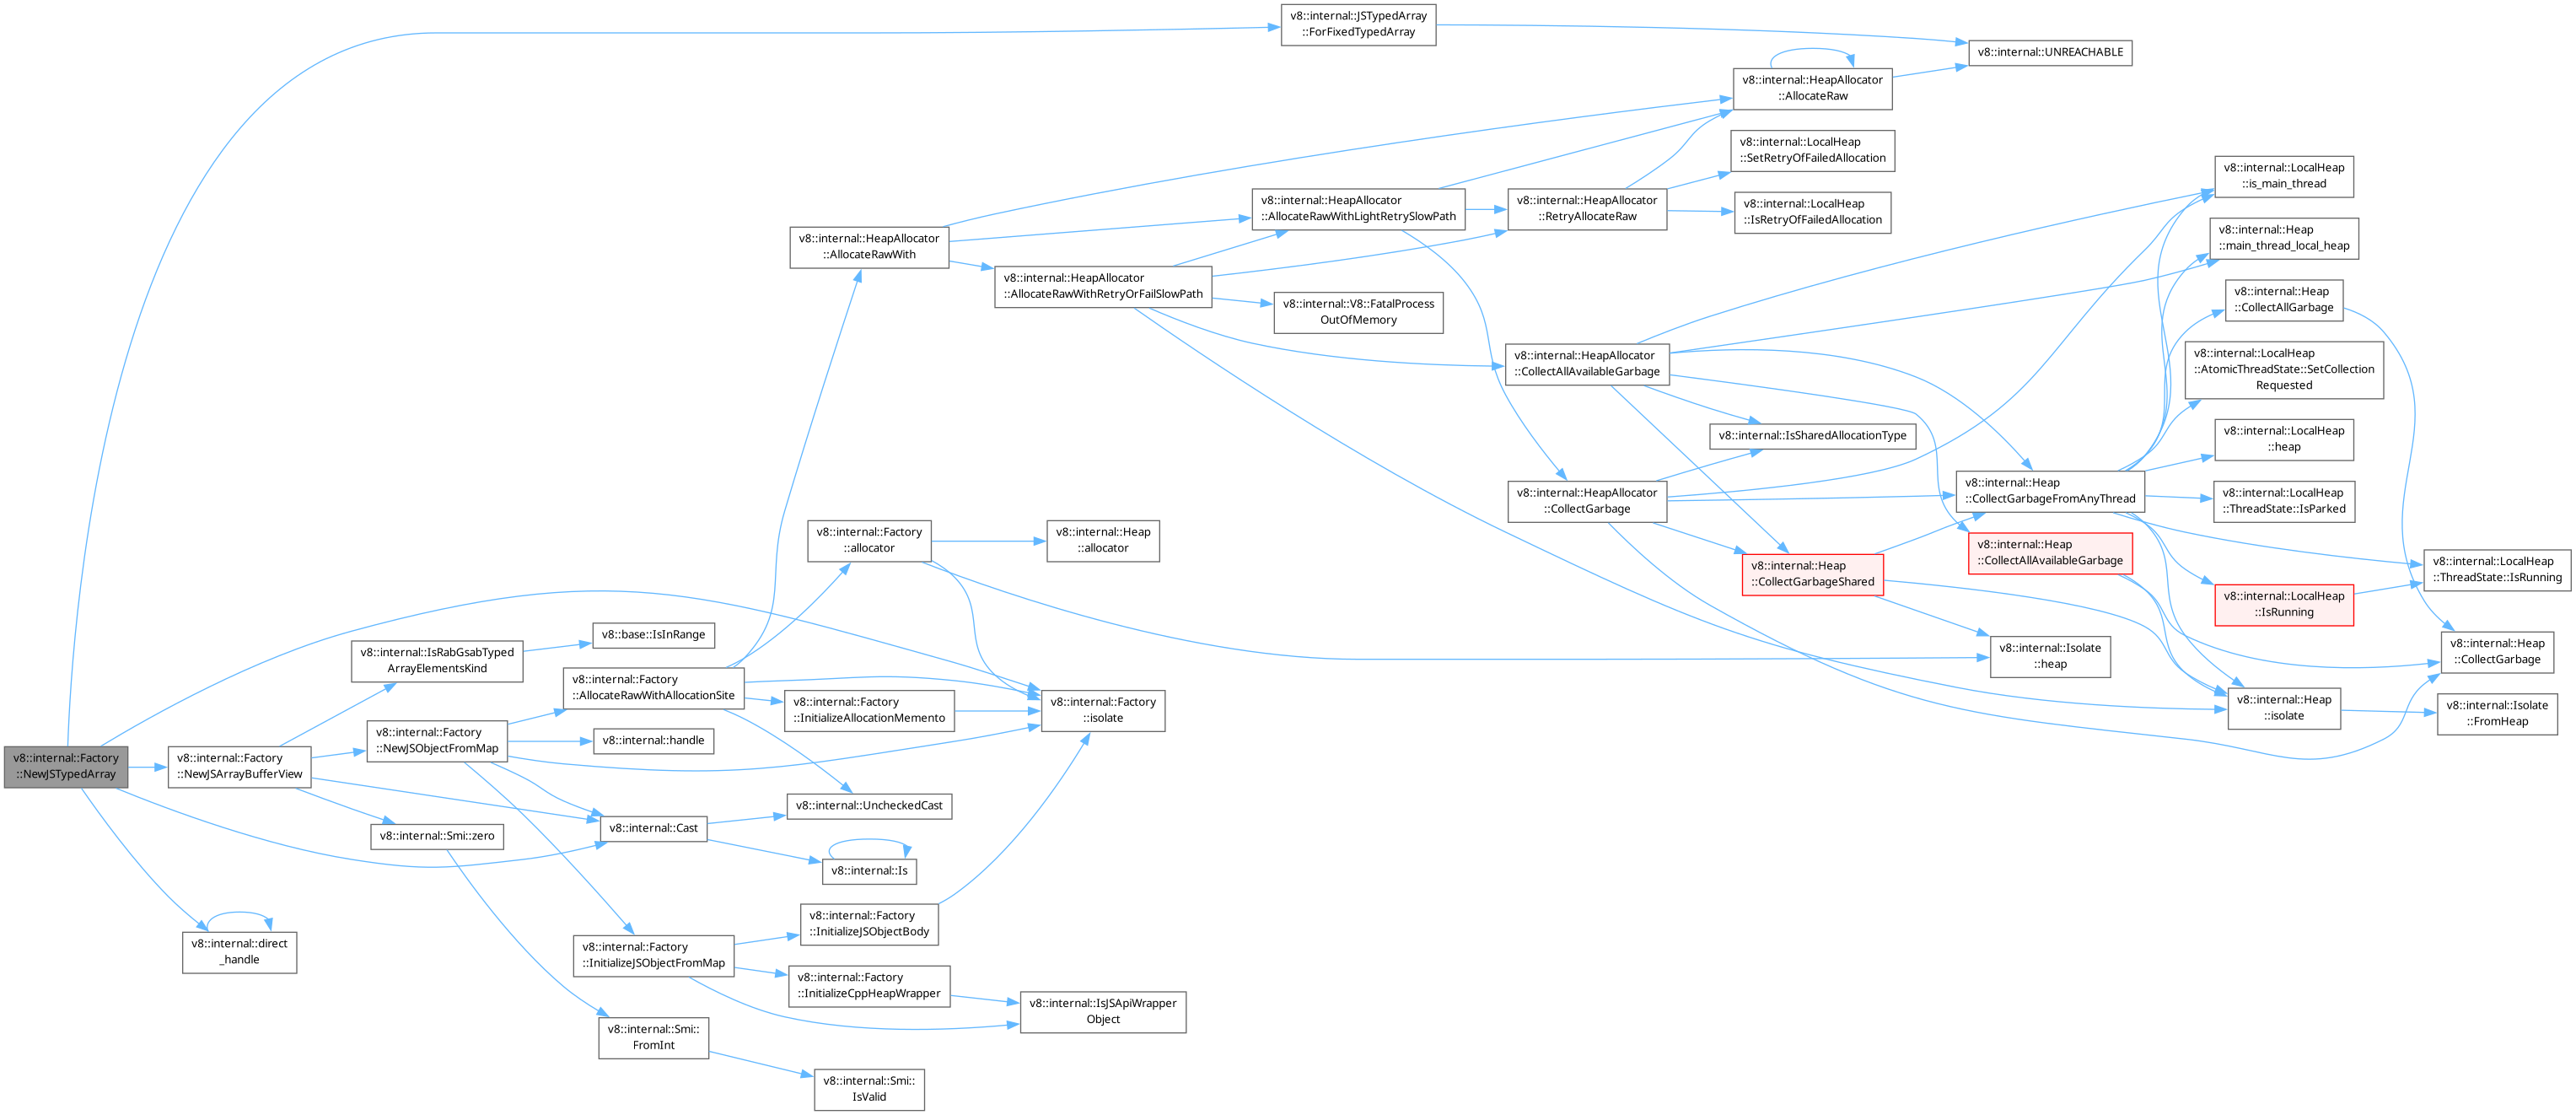 v8::internal::JSTypedArray
::ForFixedTypedArray
v8::internal::UNREACHABLE
v8::internal::HeapAllocator
::AllocateRaw
v8::internal::LocalHeap
::SetRetryOfFailedAllocation
v8::internal::LocalHeap
::is_main_thread
v8::internal::HeapAllocator
::AllocateRawWithLightRetrySlowPath
v8::internal::HeapAllocator
::RetryAllocateRaw
v8::internal::LocalHeap
::IsRetryOfFailedAllocation
v8::internal::HeapAllocator
::AllocateRawWith
v8::internal::Heap
::main_thread_local_heap
v8::internal::HeapAllocator
::AllocateRawWithRetryOrFailSlowPath
v8::internal::V8::FatalProcess
OutOfMemory
v8::internal::Heap
::CollectAllGarbage
v8::internal::HeapAllocator
::CollectAllAvailableGarbage
v8::internal::LocalHeap
::AtomicThreadState::SetCollection
Requested
v8::internal::IsSharedAllocationType
v8::internal::LocalHeap
::heap
v8::internal::HeapAllocator
::CollectGarbage
v8::internal::Heap
::CollectGarbageFromAnyThread
v8::internal::LocalHeap
::ThreadState::IsParked
v8::internal::Factory
::allocator
v8::internal::Heap
::allocator
v8::internal::Heap
::CollectAllAvailableGarbage
v8::internal::Heap
::CollectGarbageShared
v8::internal::LocalHeap
::ThreadState::IsRunning
v8::internal::LocalHeap
::IsRunning
v8::internal::IsRabGsabTyped
ArrayElementsKind
v8::base::IsInRange
v8::internal::Isolate
::heap
v8::internal::Heap
::CollectGarbage
v8::internal::Factory
::AllocateRawWithAllocationSite
v8::internal::Factory
::InitializeAllocationMemento
v8::internal::Factory
::isolate
v8::internal::Heap
::isolate
v8::internal::Isolate
::FromHeap
v8::internal::Factory
::NewJSTypedArray
v8::internal::Factory
::NewJSArrayBufferView
v8::internal::Factory
::NewJSObjectFromMap
v8::internal::handle
v8::internal::UncheckedCast
v8::internal::Smi::zero
v8::internal::Cast
v8::internal::Is
v8::internal::direct
_handle
v8::internal::Factory
::InitializeJSObjectBody
v8::internal::Factory
::InitializeJSObjectFromMap
v8::internal::Factory
::InitializeCppHeapWrapper
v8::internal::IsJSApiWrapper
Object
v8::internal::Smi::
FromInt
v8::internal::Smi::
IsValid